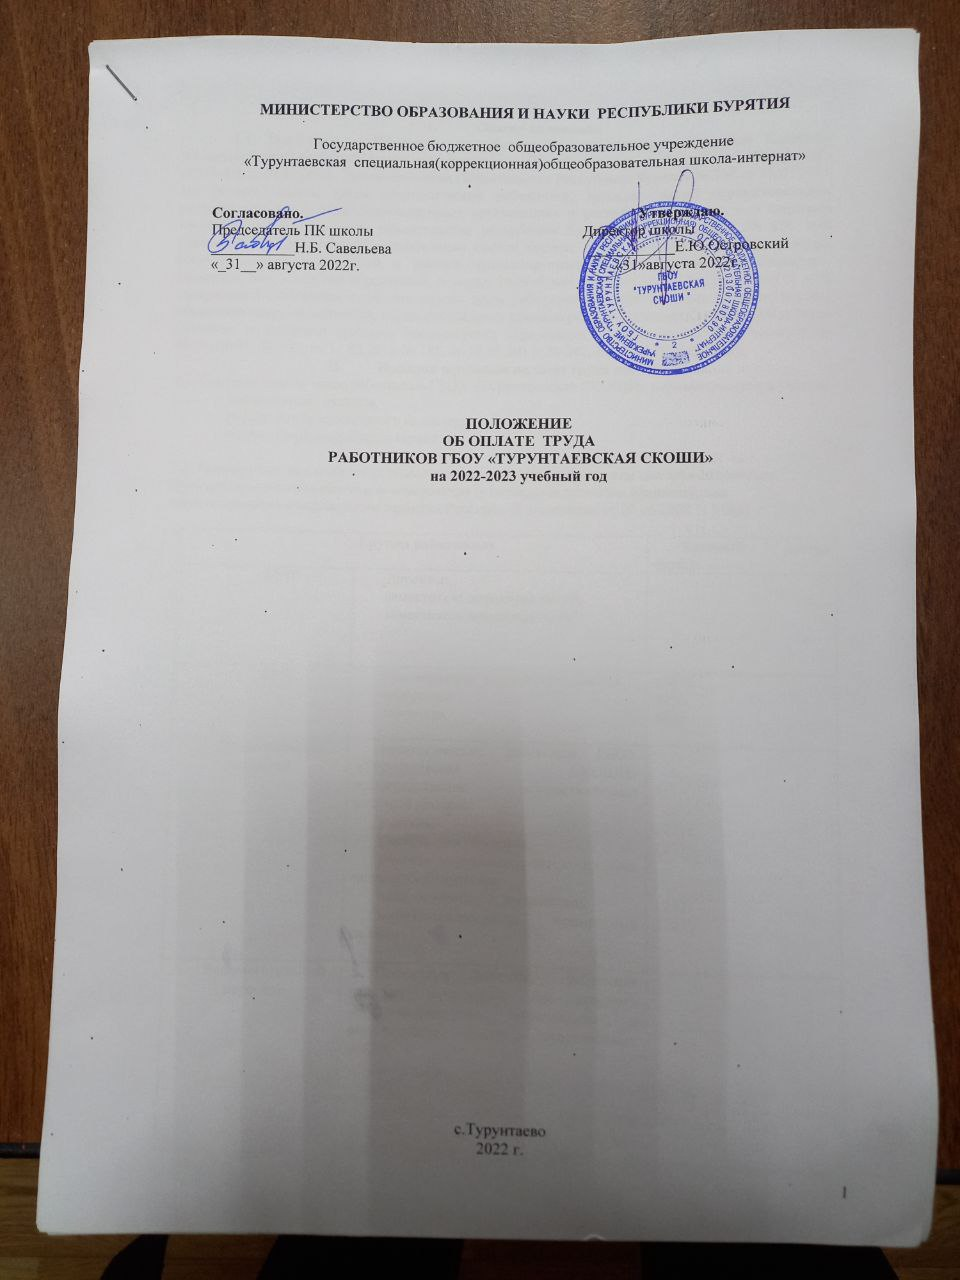 МИНИСТЕРСТВО ОБРАЗОВАНИЯ И НАУКИ РЕСПУБЛИКИ БУРЯТИЯ
Государственное бюджетное общеобразовательное учреждение
«Турунтаевская специальная(коррекционная)общеобразовательная школа-интернат»
Согласовано.
Председатель ПК школы
Н.Б. Савельева
«_31__» августа 2022г.
Утверждаю.
Директор школы
Е.Ю.Островский
«31»августа 2022г.
ГБОУ
"ТУРУНТАЕВСКАЯ
СКОШИ "
* 2 *
ПОЛОЖЕНИЕ
ОБ ОПЛАТЕ ТРУДА
РАБОТНИКОВ ГБОУ «ТУРУНТАЕВСКАЯ СКОШИ»
на 2022-2023 учебный год
с.Турунтаево
2022 г.
1